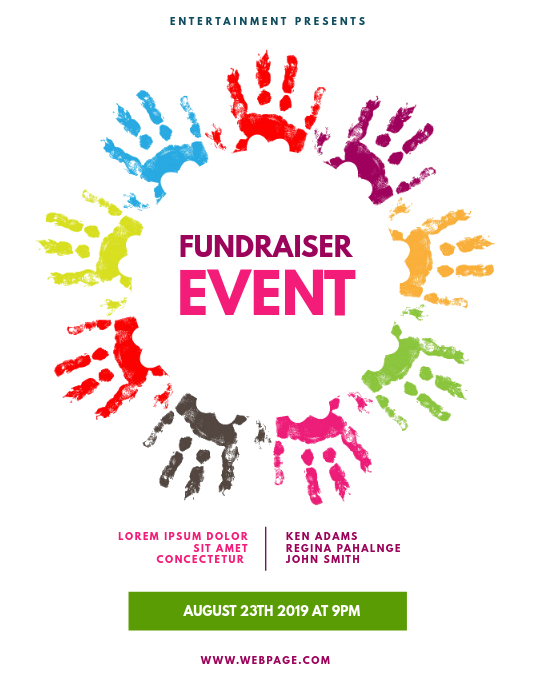 ENTERTAINMENT PRESENTS
FUNDRAISER
EVENT
LOREM IPSUM DOLOR
SIT AMET
CONCECTETUR
KEN ADAMS
REGINA PAHALNGE
JOHN SMITH
AUGUST 23TH 2019 AT 9PM
WWW.WEBPAGE.COM